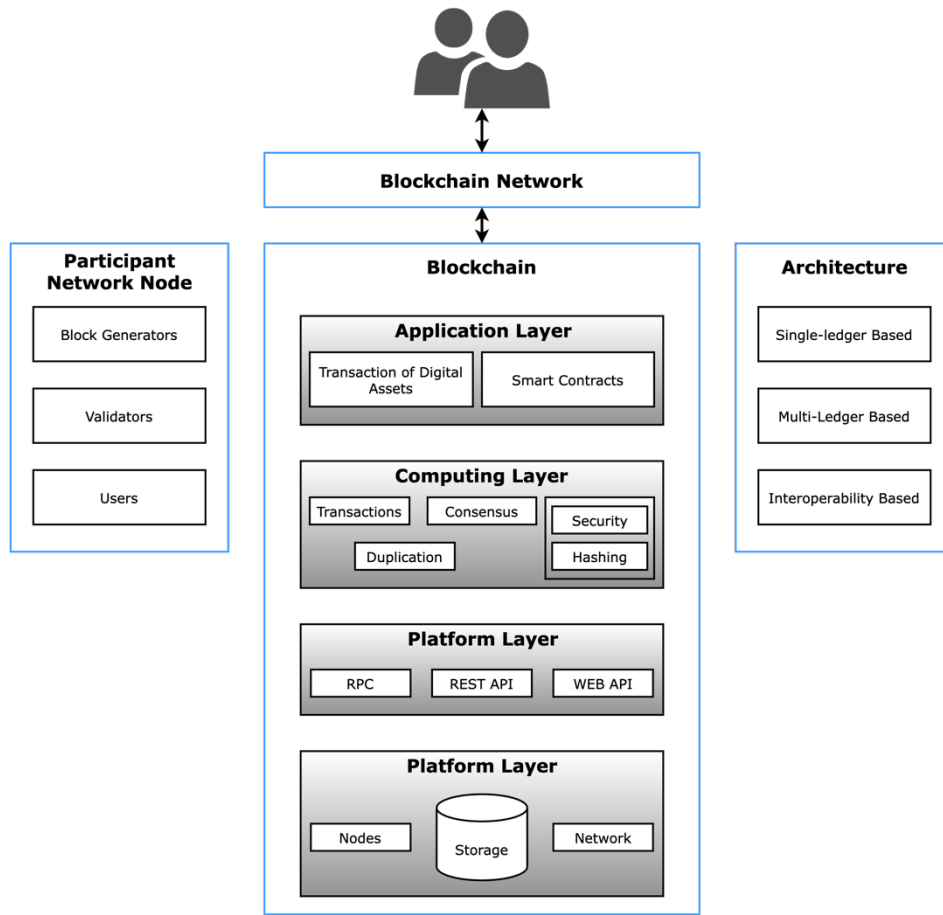 Blockchain Network
Participant
Network Node
Block Generators
Validators
Users
Blockchain
Application Layer
Transaction of Digital
Assets
Smart Contracts
Computing Layer
Transactions
Consensus
Security
Duplication
Hashing
Platform Layer
RPC
REST API
WEB API
Platform Layer
Nodes
Storage
Network
Architecture
Single-ledger Based
Multi-Ledger Based
Interoperability Based